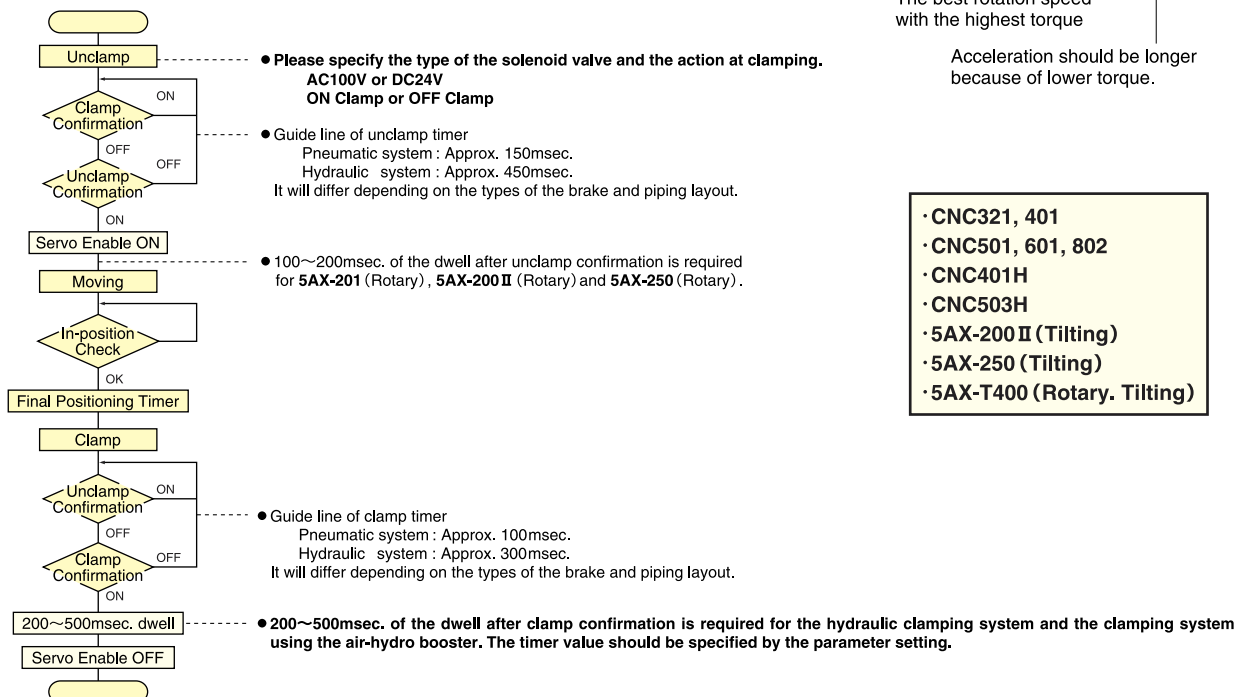 The best rotation speed
with the highest torque
Acceleration should be longer
because of lower torque.
Unclamp
● Please specify the type of the solenoid valve and the action at clamping.
AC100V or DC24V
ON Clamp or OFF Clamp
ON
Clamp
Confirmation
OFF
● Guide line of unclamp timer
Pneumatic system : Approx. 150msec.
Hydraulic system : Approx. 450msec.
It will differ depending on the types of the brake and piping layout.
OFF
Unclamp
Confirmation
ON
Servo Enable ON
● 100～200msec. of the dwell after unclamp confirmation is required
for 5AX-201 (Rotary), 5AX-200Ⅱ (Rotary) and 5AX-250 (Rotary).
Moving
In-position
Check
OK
Final Positioning Timer
Clamp
Unclamp
Confirmation
ON
OFF
● Guide line of clamp timer
Pneumatic system : Approx. 100msec.
Hydraulic system : Approx. 300msec.
It will differ depending on the types of the brake and piping layout.
Clamp
Confirmation
OFF
ON
200～500msec. dwell
● 200～500msec. of the dwell after clamp confirmation is required for the hydraulic clamping system and the clamping system
using the air-hydro booster. The timer value should be specified by the parameter setting.
Servo Enable OFF
·CNC321, 401
·CNC501, 601, 802
·CNC401H
·CNC503H
·5AX-200Ⅱ (Tilting)
·5AX-250 (Tilting)
·5AX-T400 (Rotary. Tilting)